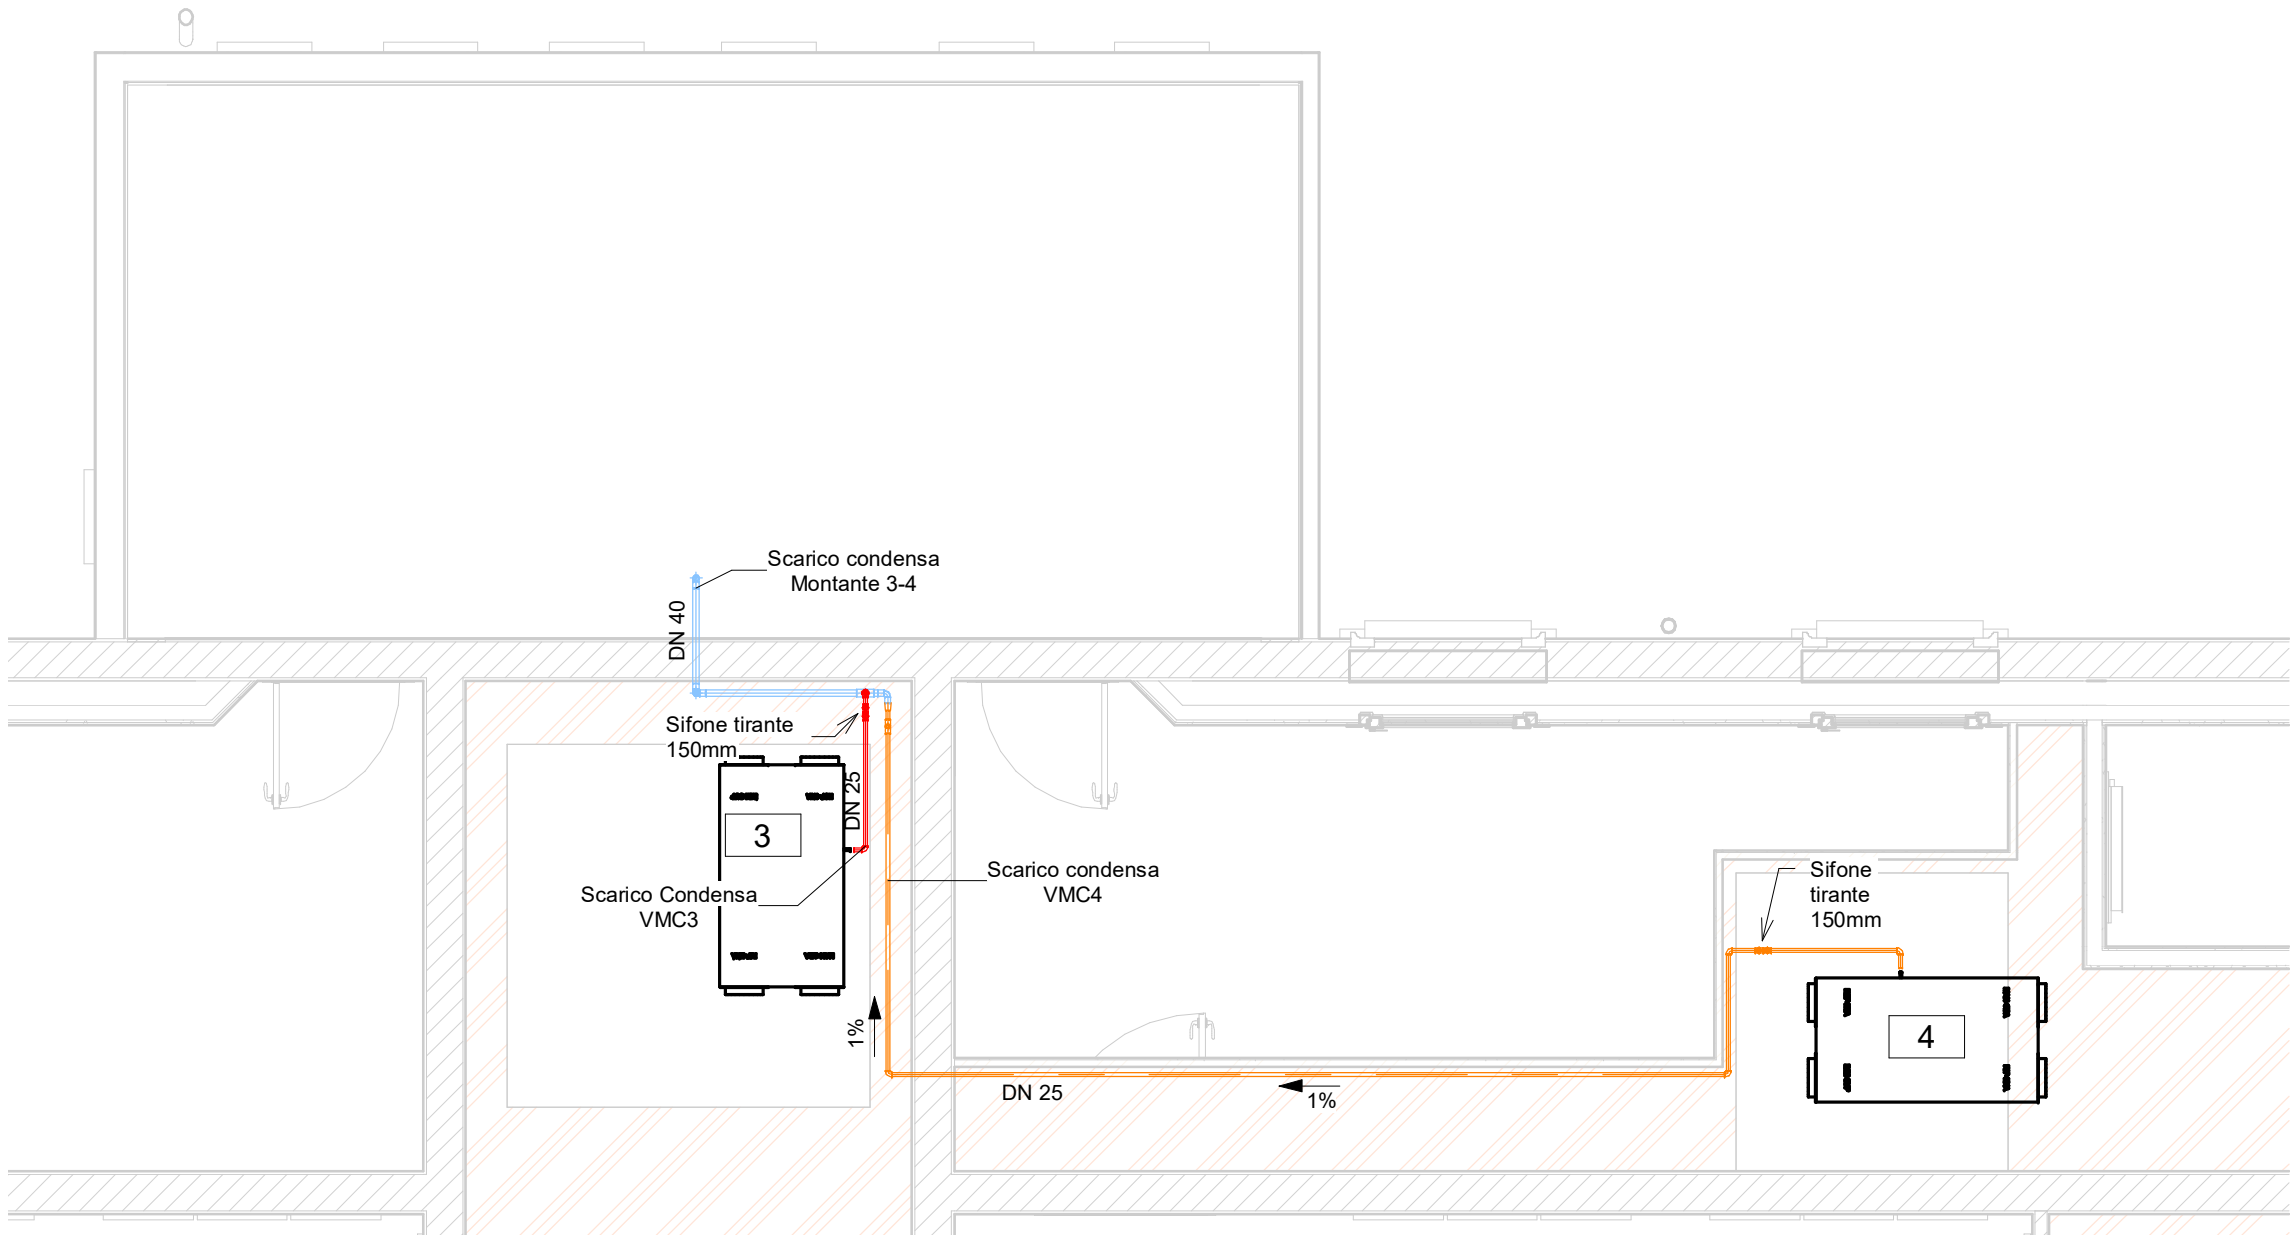 Scarico condensa
Montante 3-4
DN 40
Sifone tirante
150mm
DN 25
3
Scarico Condensa
VMC3
Scarico condensa
VMC4
Sifone
tirante
150mm
1%
4
DN 25
1%